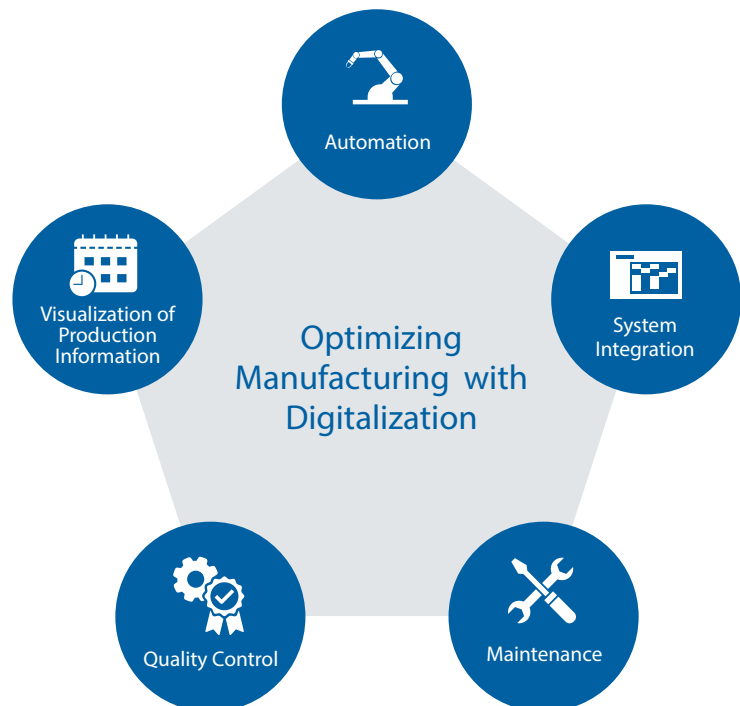 Automation
Visualization of
Production
Information
System
Integration
Optimizing
Manufacturing with
Digitalization
Quality Control
Maintenance